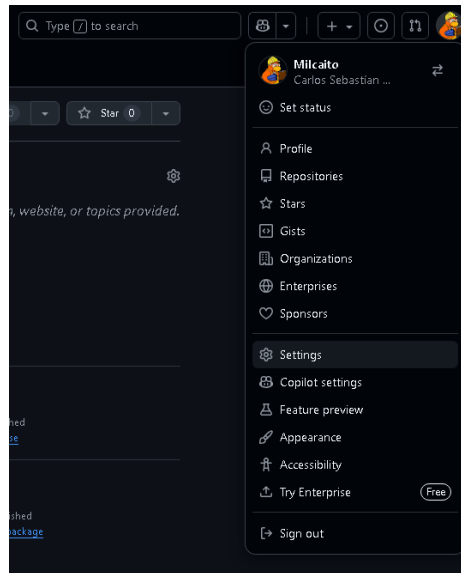 Type / to search
Milcaito
Carlos Sebastian ...
Set status
Star 0
Profile
Repositories
, website, or topics provided.
Stars
Gists
Organizations
Enterprises
Sponsors
Settings
Copilot settings
Feature preview
Appearance
Accessibility
Try Enterprise Free
package
Sign out